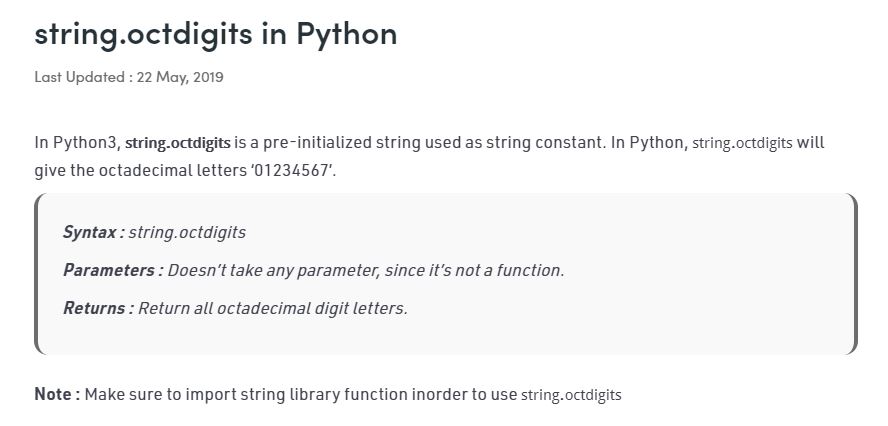 string.octdigits in Python
Last Updated : 22 May, 2019
In Python3, string.octdigits is a pre-initialized string used as string constant. In Python, string.octdigits will
give the octadecimal letters ‘01234567’.
Syntax : string.octdigits
Parameters : Doesn’t take any parameter, since it’s not a function.
Returns : Return all octadecimal digit letters.
Note : Make sure to import string library function inorder to use string.octdigits